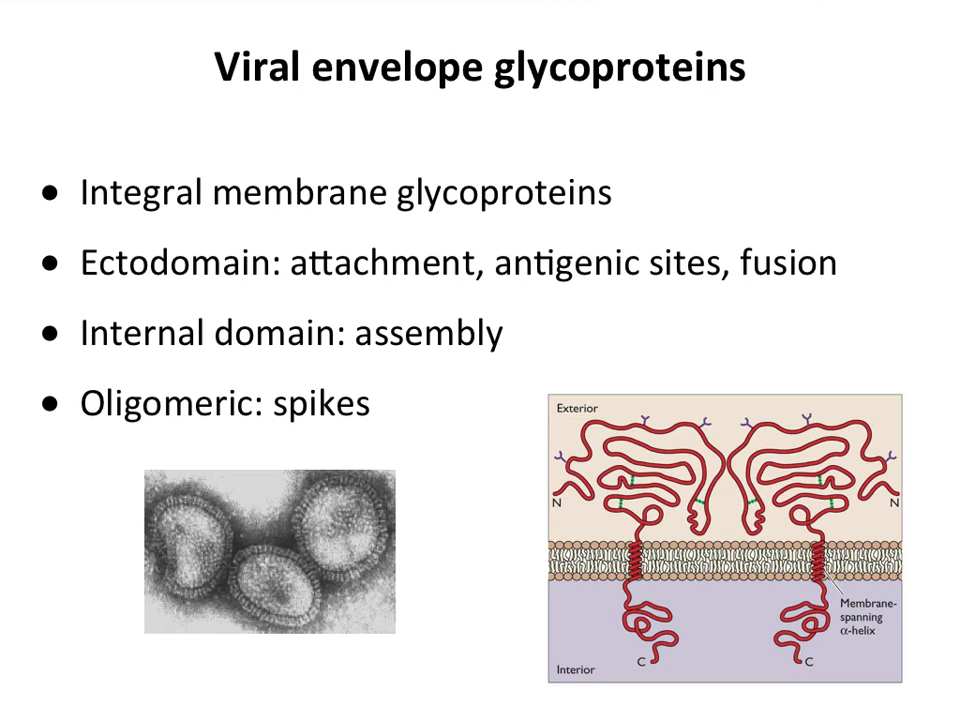 Viral envelope glycoproteins
• Integral membrane glycoproteins
• Ectodomain: attachment, antigenic sites, fusion
• Internal domain: assembly
• Oligomeric: spikes
Exterior
N
N
Membrane-
spanning
α-helix
C
C
Interior